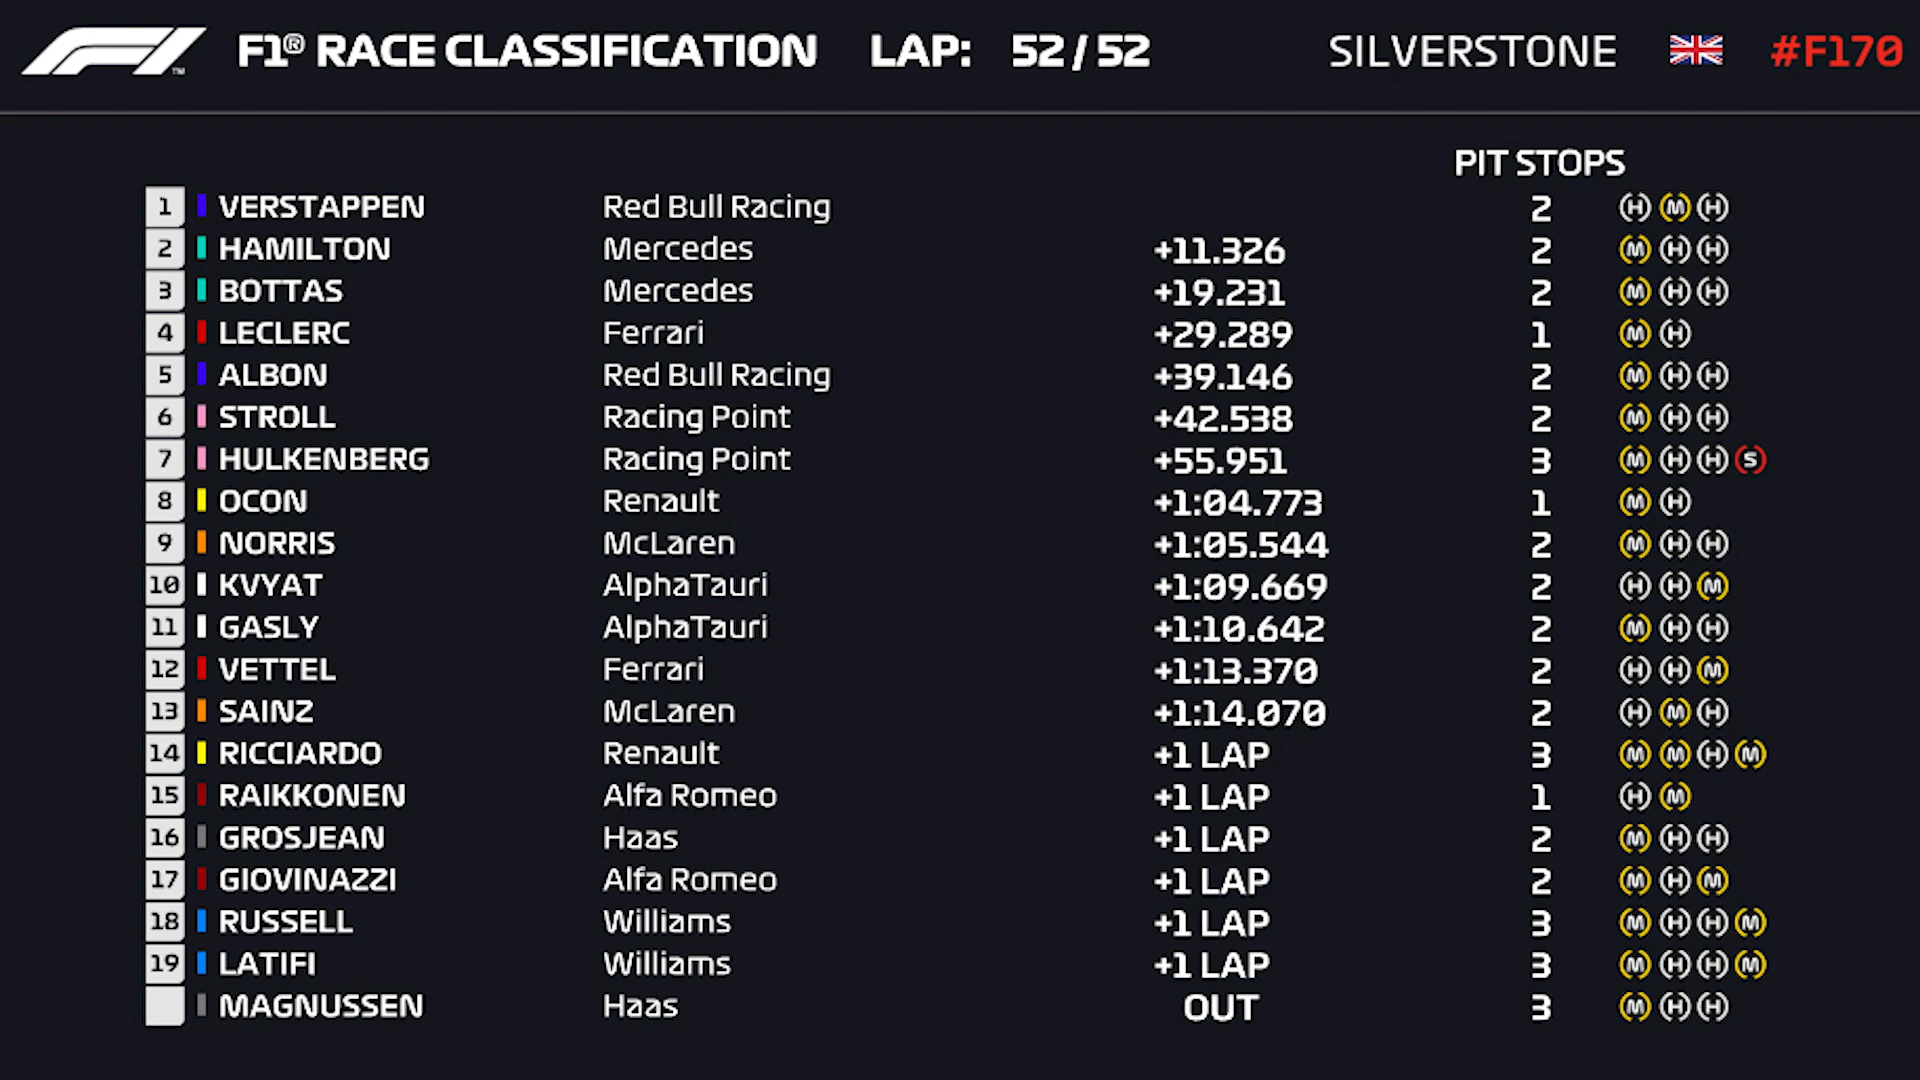 F1 ™ F1® RACE CLASSIFICATION LAP: 52 / 52 SILVERSTONE #F170
PIT STOPS
1 VERSTAPPEN Red Bull Racing 2 H M H
2 HAMILTON Mercedes +11.326 2 M H H
3 BOTTAS Mercedes +19.231 2 M H H
4 LECLERC Ferrari +29.289 1 M H
5 ALBON Red Bull Racing +39.146 2 M H H
6 STROLL Racing Point +42.538 2 M H H
7 HULKENBERG Racing Point +55.951 3 M H H S
8 OCON Renault +1:04.773 1 M H
9 NORRIS McLaren +1:05.544 2 M H H
10 KVYAT AlphaTauri +1:09.669 2 H H M
11 GASLY AlphaTauri +1:10.642 2 M H H
12 VETTEL Ferrari +1:13.370 2 H H M
13 SAINZ McLaren +1:14.070 2 H M H
14 RICCIARDO Renault +1 LAP 3 M M H M
15 RAIKKONEN Alfa Romeo +1 LAP 1 H M
16 GROSJEAN Haas +1 LAP 2 M H H
17 GIOVINAZZI Alfa Romeo +1 LAP 2 M H M
18 RUSSELL Williams +1 LAP 3 M H H M
19 LATIFI Williams +1 LAP 3 M H H M
MAGNUSSEN Haas OUT 3 M H H